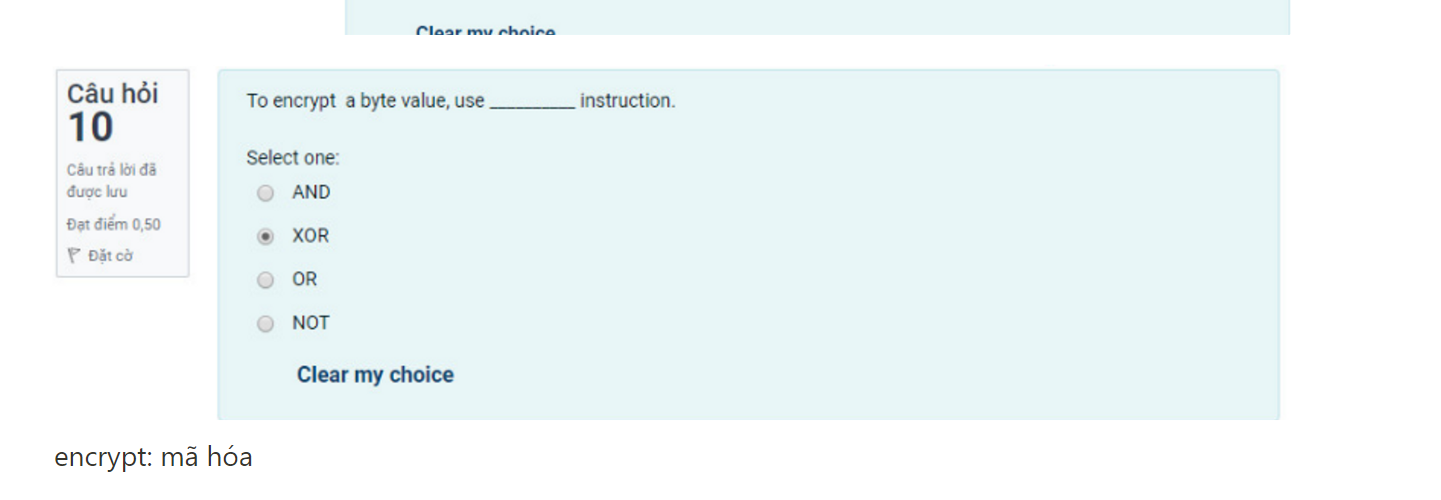 Clear my choice
Câu hỏi
10
Câu trả lời đã
được lưu
Đạt điểm 0,50
Đặt cờ
To encrypt a byte value, use __________ instruction.
Select one:
AND
XOR
OR
NOT
Clear my choice
encrypt: mã hóa